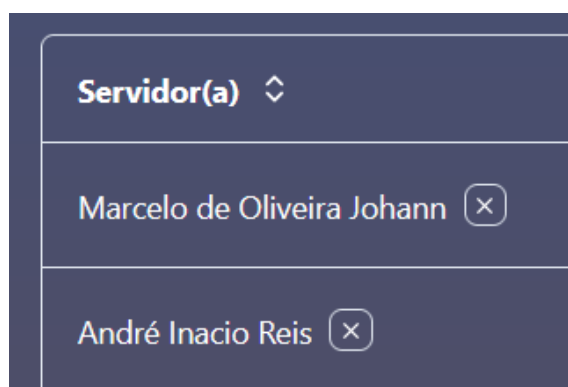 Servidor(a)
Marcelo de Oliveira Johann
André Inacio Reis